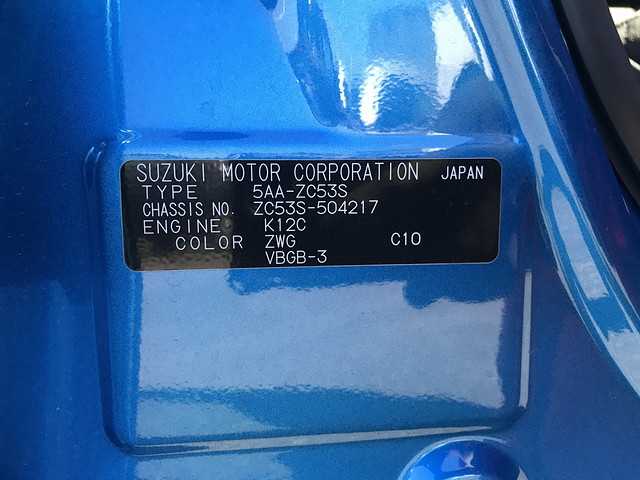 SUZUKI MOTOR CORPORATION JAPAN
TYPE 5AA-ZC53S
CHASSIS NO. ZC53S-504217
ENGINE K12C
COLOR ZWG C10
VBGB-3